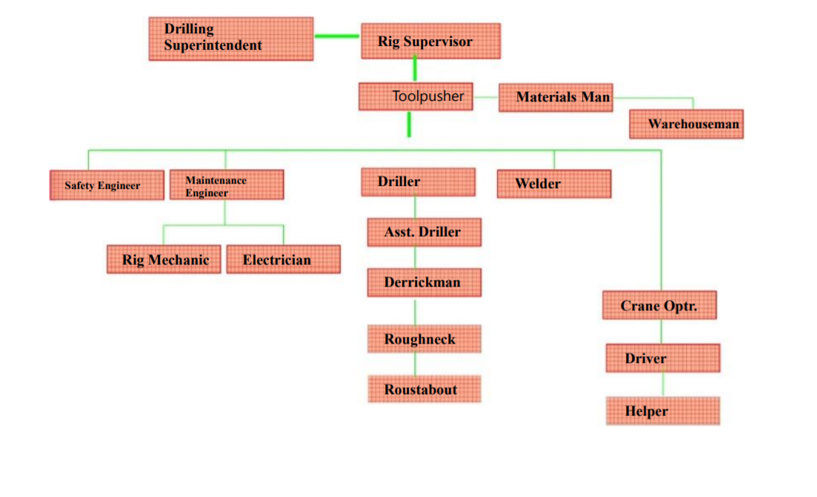 Drilling
Superintendent
Rig Supervisor
Toolpusher
Materials Man
Warehouseman
Safety Engineer
Maintenance
Engineer
Driller
Welder
Asst. Driller
Rig Mechanic
Electrician
Derrickman
Crane Optr.
Roughneck
Driver
Roustabout
Helper